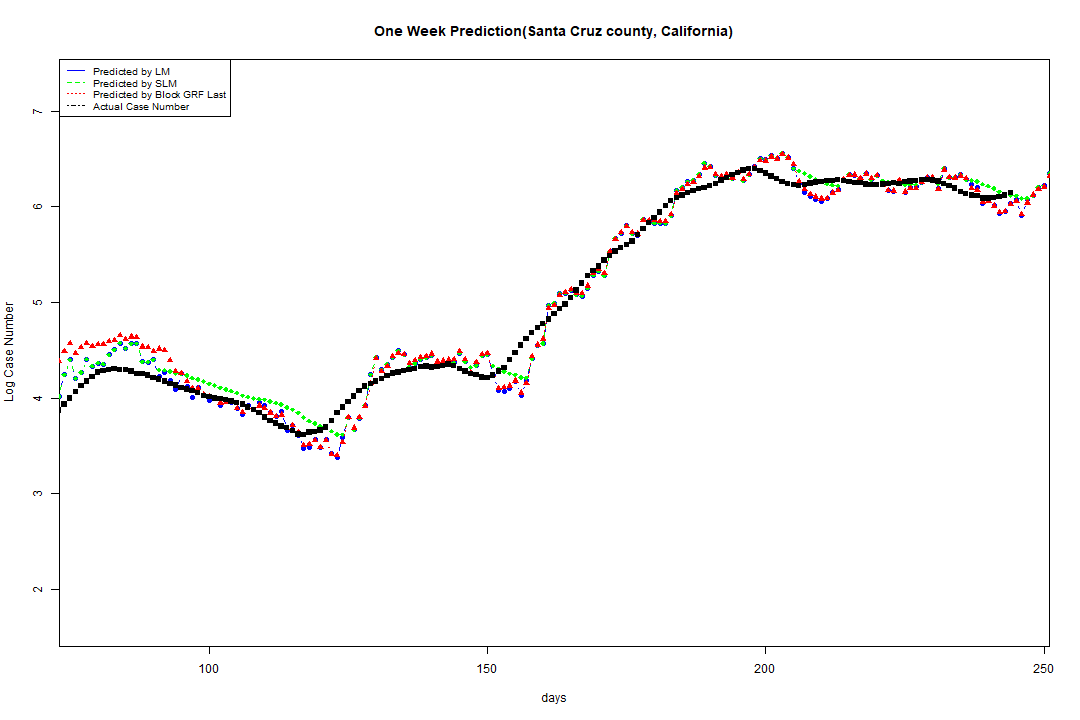 One Week Prediction(Santa Cruz county, California)
Predicted by LM
Predicted by SLM
Predicted by Block GRF Last
Actual Case Number
7
6
5
4
3
2
Log Case Number
100 150 200 250
days